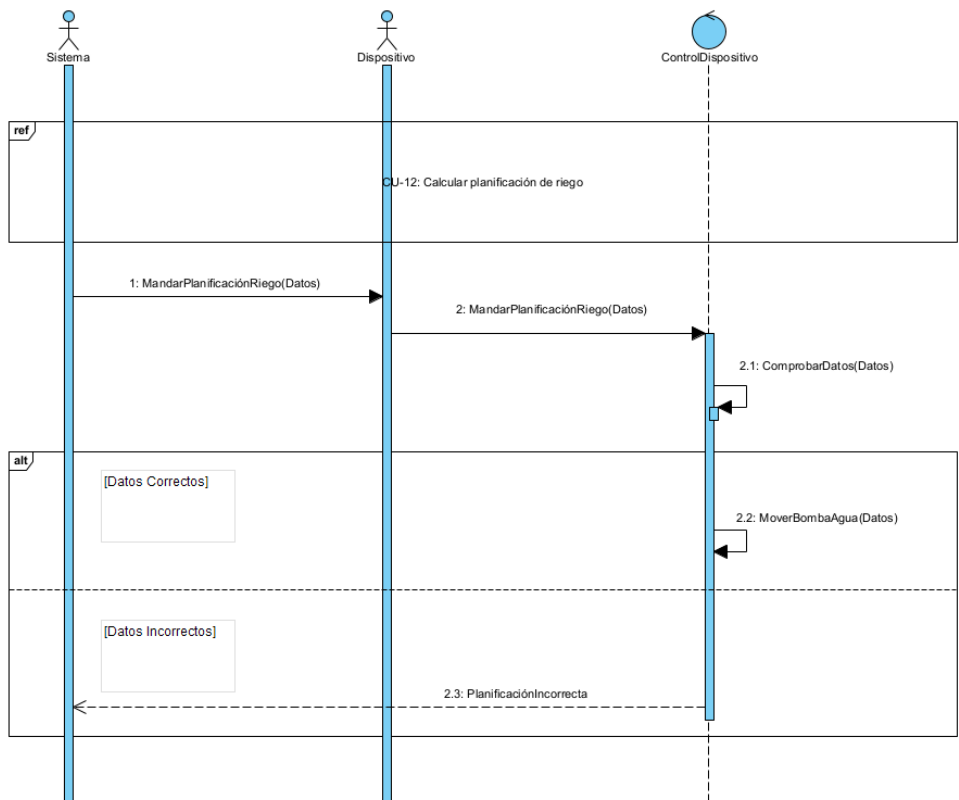 Sistema
Dispositivo
ControlDispositivo
ref
CU-12: Calcular planificación de riego
1: MandarPlanificaciónRiego(Datos)
2: MandarPlanificaciónRiego(Datos)
2.1: ComprobarDatos(Datos)
alt
[Datos Correctos]
2.2: MoverBombaAgua(Datos)
[Datos Incorrectos]
2.3: PlanificaciónIncorrecta